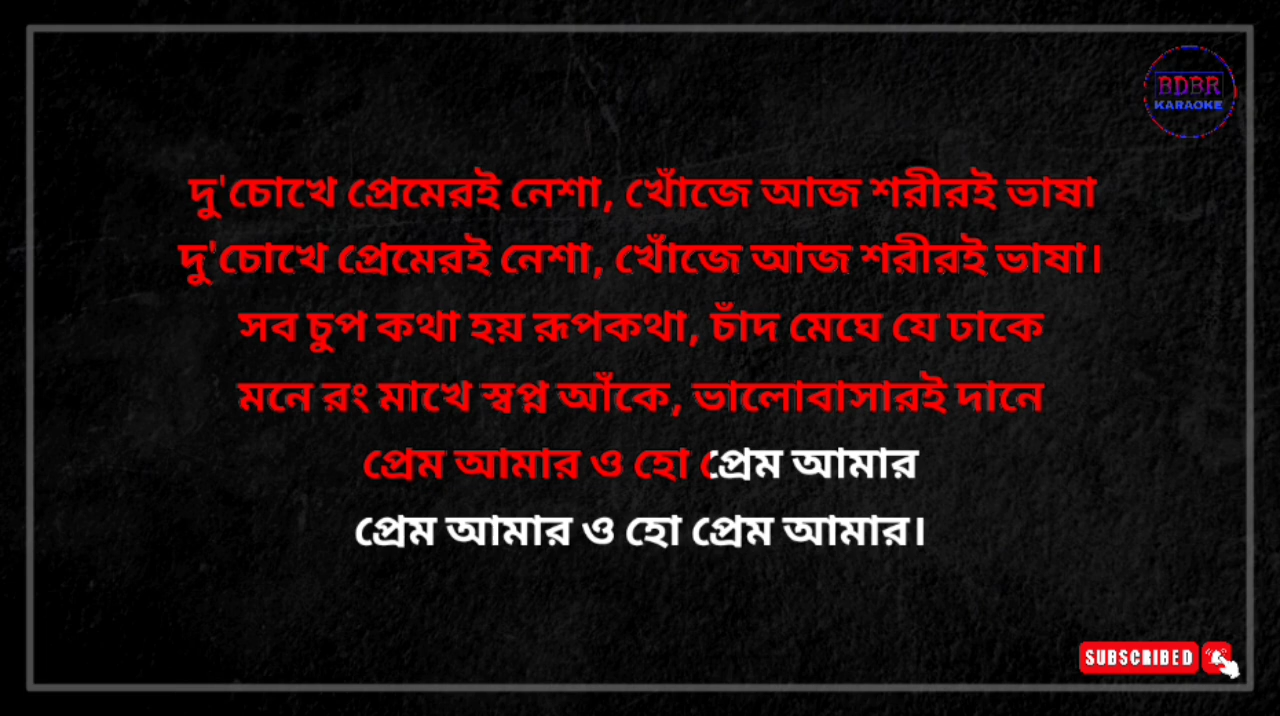 BDBR
KARAOKE
দু'চোখে প্রেমেরই নেশা, খোঁজে আজ শরীরই ভাষা
দু'চোখে প্রেমেরই নেশা, খোঁজে আজ শরীরই ভাষা।
সব চুপ কথা হয় রূপকথা, চাঁদ মেঘে যে ঢাকে
মনে রং মাখে স্বপ্ন আঁকে, ভালোবাসারই দানে
প্রেম আমার ও হো প্রেম আমার
প্রেম আমার ও হো প্রেম আমার।
SUBSCRIBED